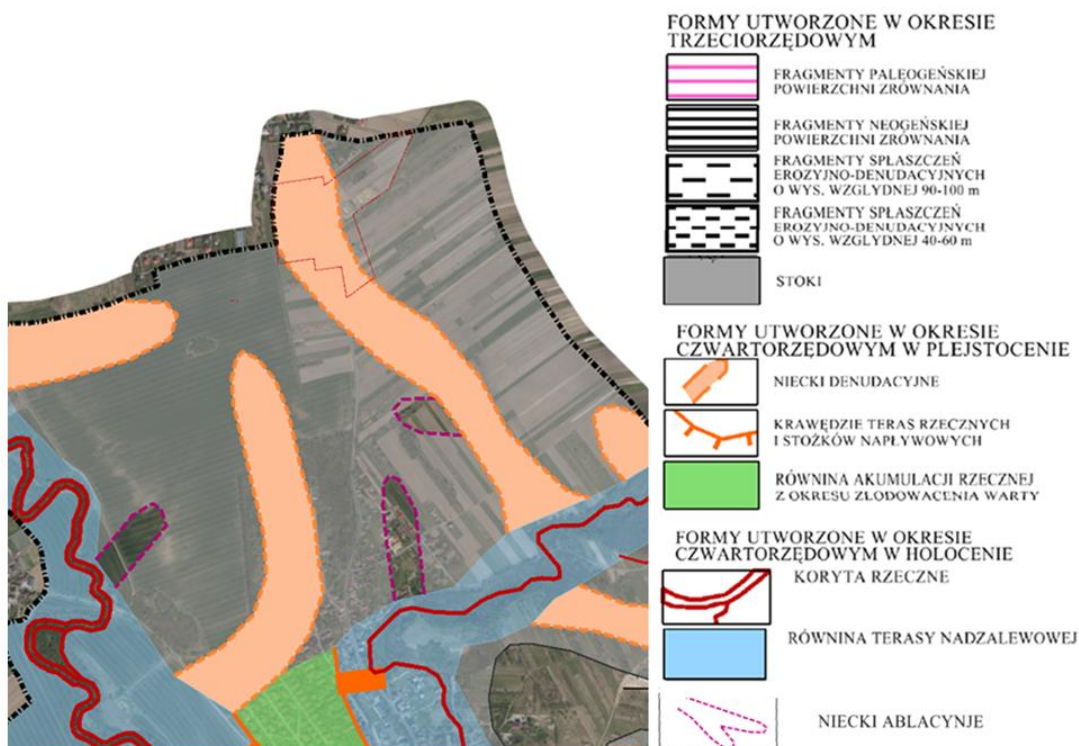 FORMY UTWORZONE W OKRESIE
TRZECIORZĘDOWYM
FRAGMENTY PALEOGEŃSKIEJ
POWIERZCHNI ZRÓWNANIA
FRAGMENTY NEOGEŃSKIEJ
POWIERZCHNI ZRÓWNANIA
FRAGMENTY SPŁASZCZEŃ
EROZYJNO-DENUDACYJNYCH
O WYS. WZGLYDNEJ 90-100 m
FRAGMENTY SPŁASZCZEŃ
EROZYJNO-DENUDACYJNYCH
O WYS. WZGLYDNEJ 40-60 m
STOKI
FORMY UTWORZONE W OKRESIE
CZWARTORZĘDOWYM W PLEJSTOCENIE
NIECKI DENUDACYJNE
KRAWĘDZIE TERAS RZECZNYCH
I STOŻKÓW NAPŁYWOWYCH
RÓWNINA AKUMULACJI RZECZNEJ
Z OKRESU ZŁODOWACENIA WARTY
FORMY UTWORZONE W OKRESIE
CZWARTORZĘDOWYM W HOLOCENIE
KORYTA RZECZNE
RÓWNINA TERASY NADZALEWOWEJ
NIECKI ABLACYNJE